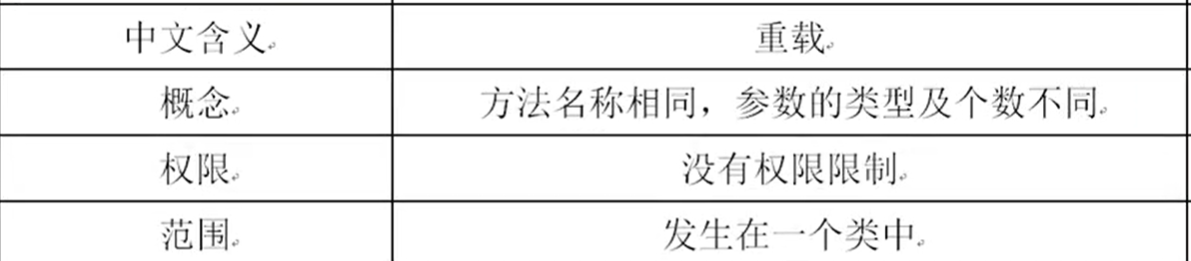 中文含义 重载
概念 方法名称相同，参数的类型及个数不同
权限 没有权限限制
范围 发生在一个类中